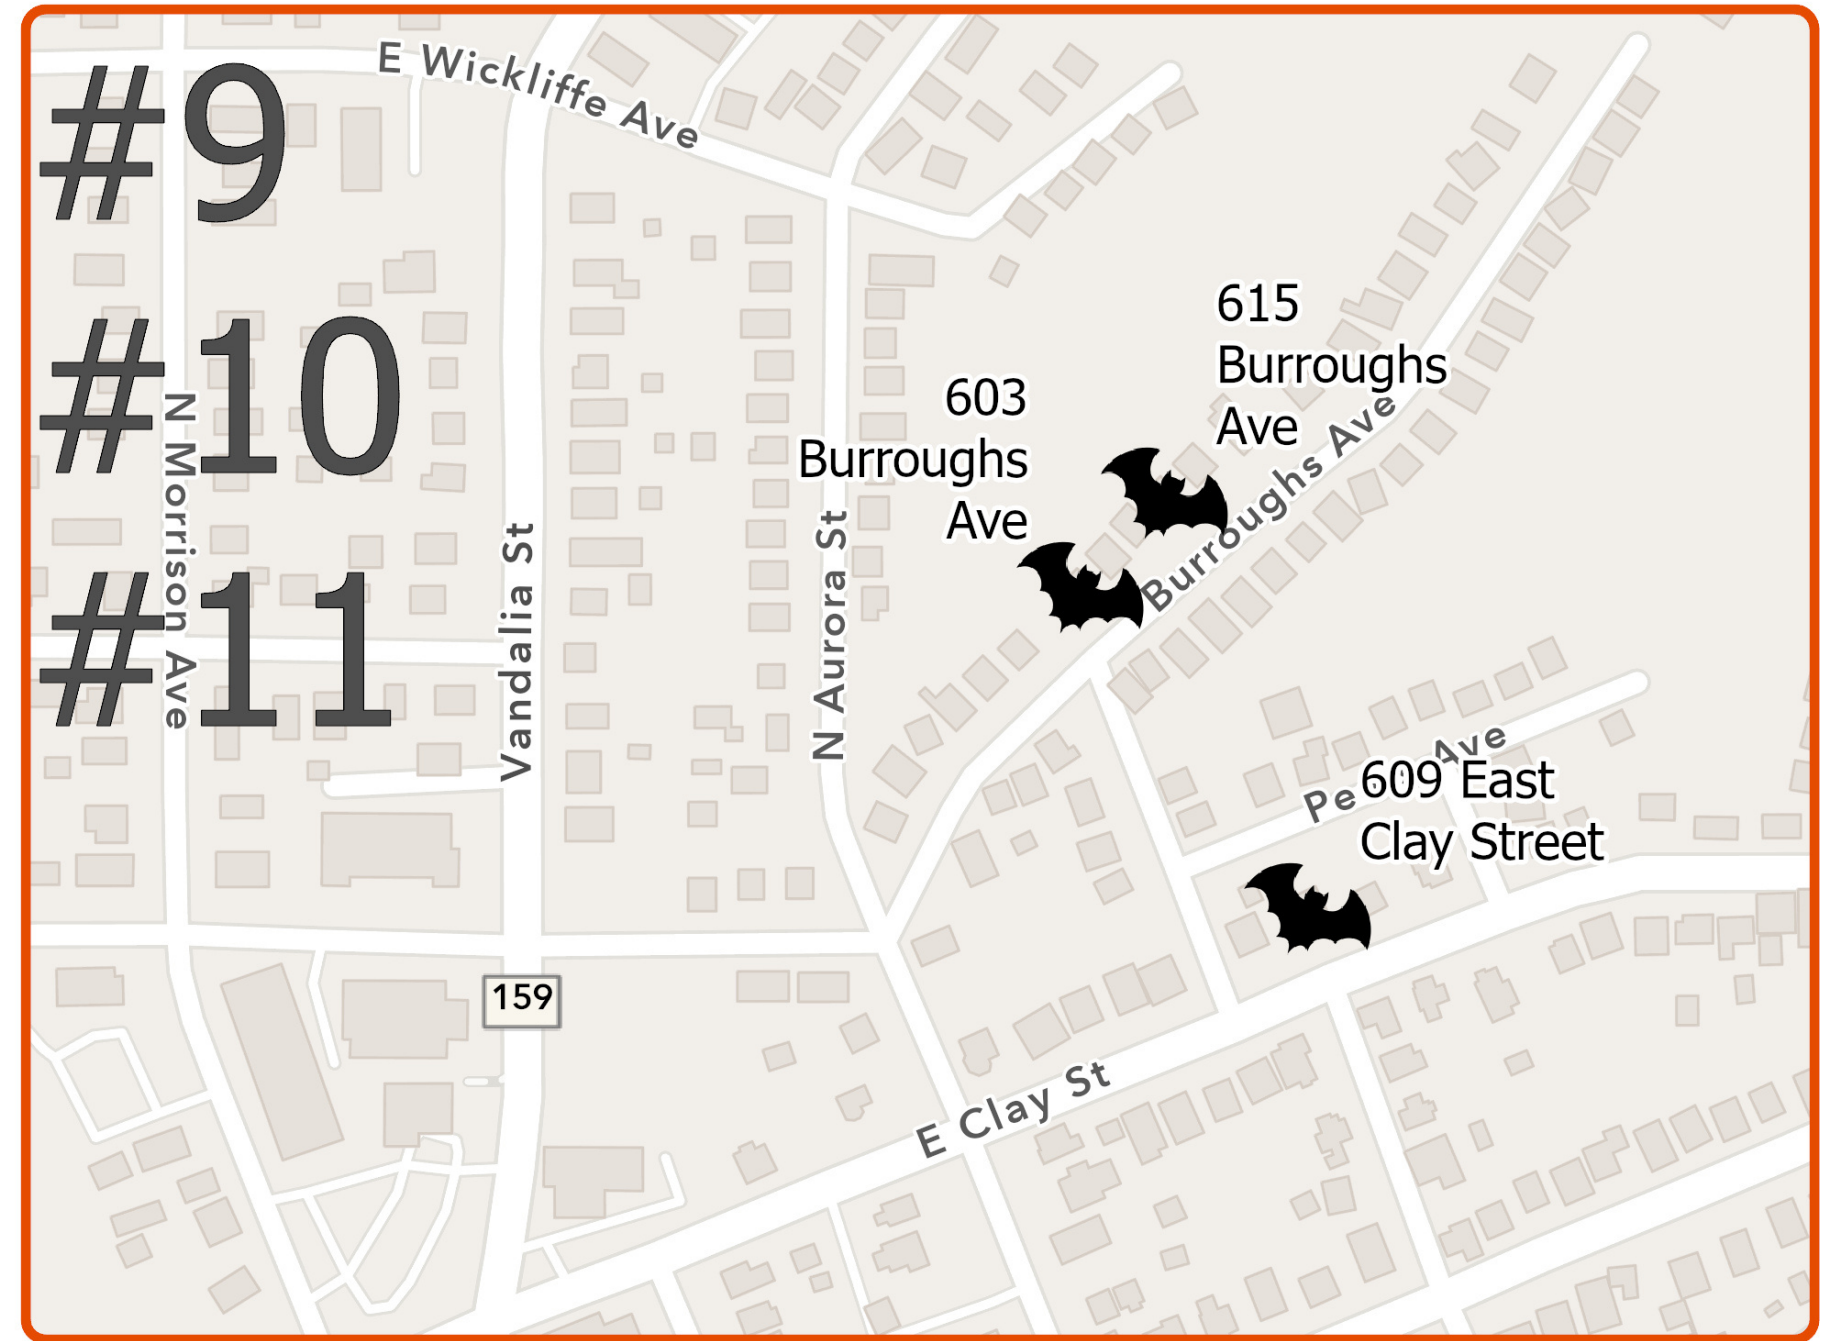 E Wickliffe Ave
#9
#10
#11
N Morrison Ave
Vandalia St
N Aurora St
615
Burroughs
Ave
603
Burroughs
Ave
Burroughs Ave
Ave
609 East
Clay Street
159
E Clay St